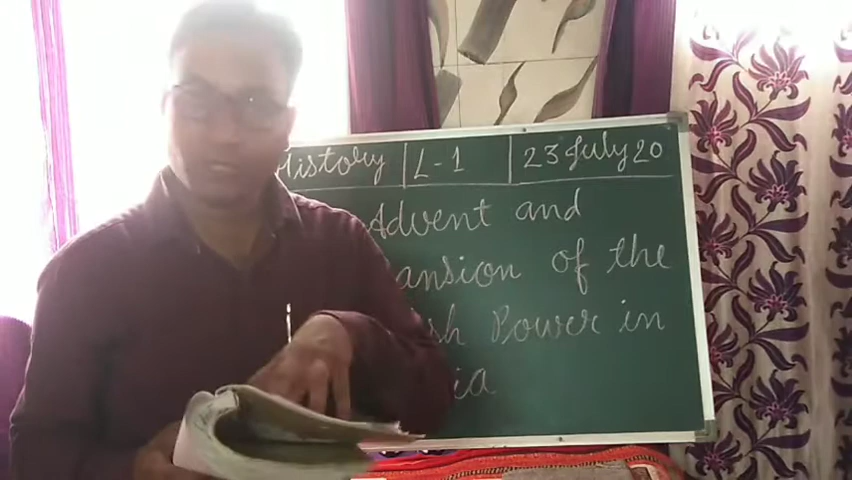 History | L-1 | 23 July 20
Advent and
ansion of the
sh Power in
ia